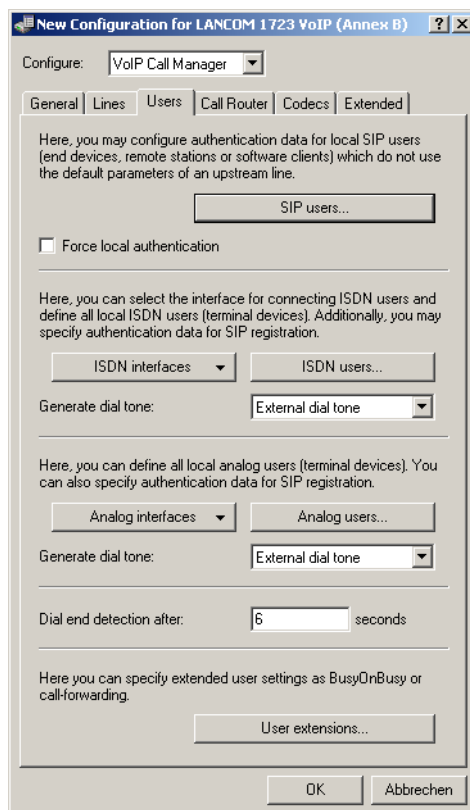 New Configuration for LANCOM 1723 VoIP (Annex B)
Configure: VoIP Call Manager
General Lines Users Call Router Codecs Extended
Here, you may configure authentication data for local SIP users
(end devices, remote stations or software clients) which do not use
the default parameters of an upstream line.
SIP users...
Force local authentication
Here, you can select the interface for connecting ISDN users and
define all local ISDN users (terminal devices). Additionally, you may
specify authentication data for SIP registration.
ISDN interfaces ISDN users...
Generate dial tone: External dial tone
Here, you can define all local analog users (terminal devices). You
can also specify authentication data for SIP registration.
Analog interfaces Analog users...
Generate dial tone: External dial tone
Dial end detection after: 6 seconds
Here you can specify extended user settings as BusyOnBusy or
call-forwarding.
User extensions...
OK Abbrechen